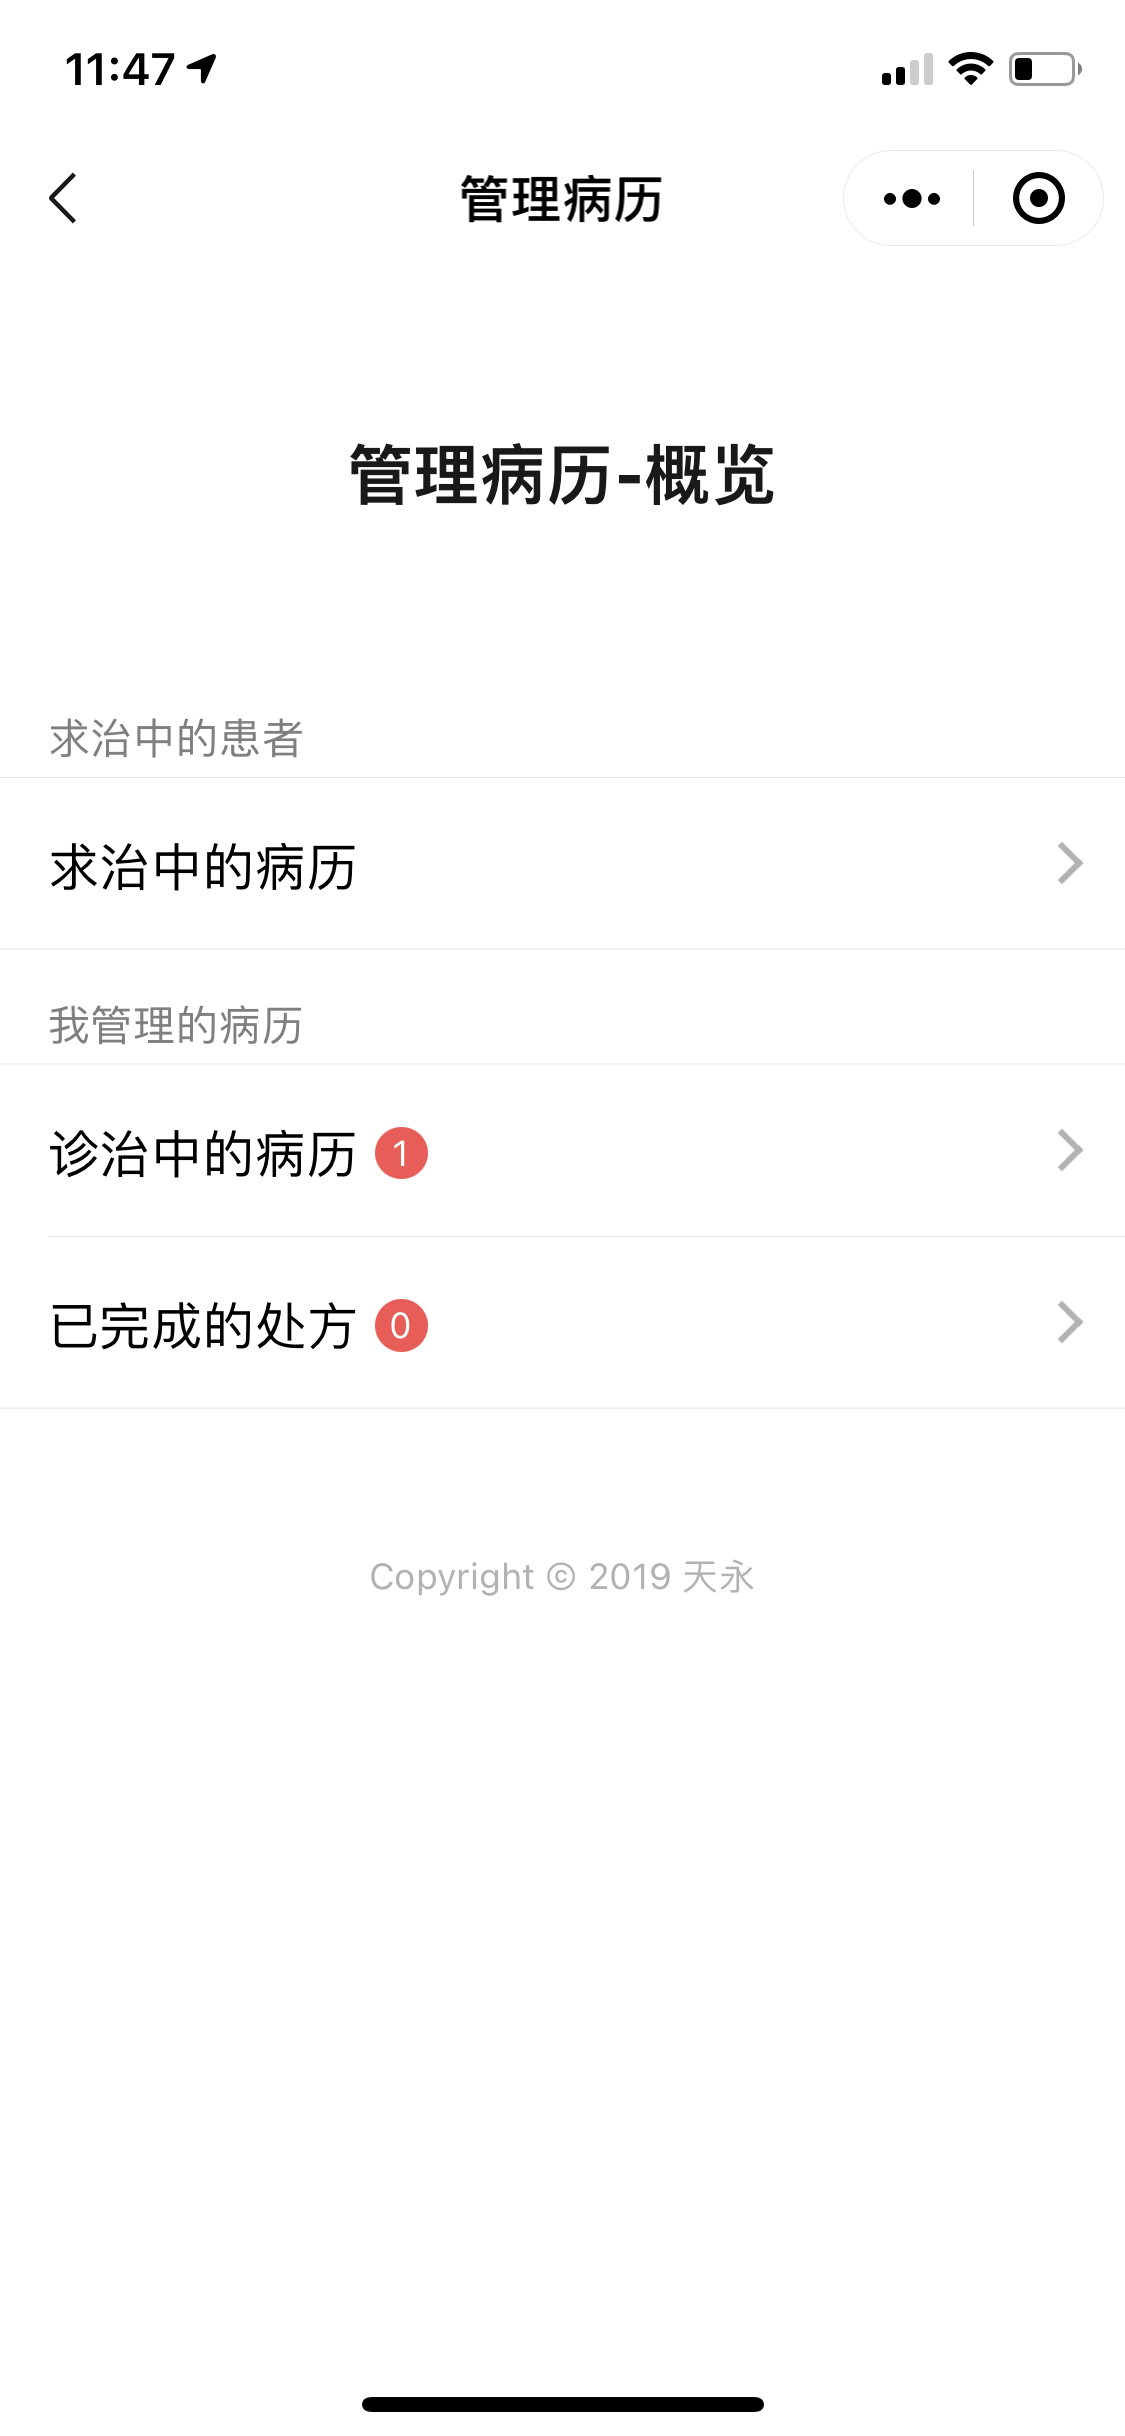 11:47
管理病历
管理病历-概览
求治中的患者
求治中的病历
我管理的病历
诊治中的病历 1
已完成的处方 0
Copyright © 2019 天永